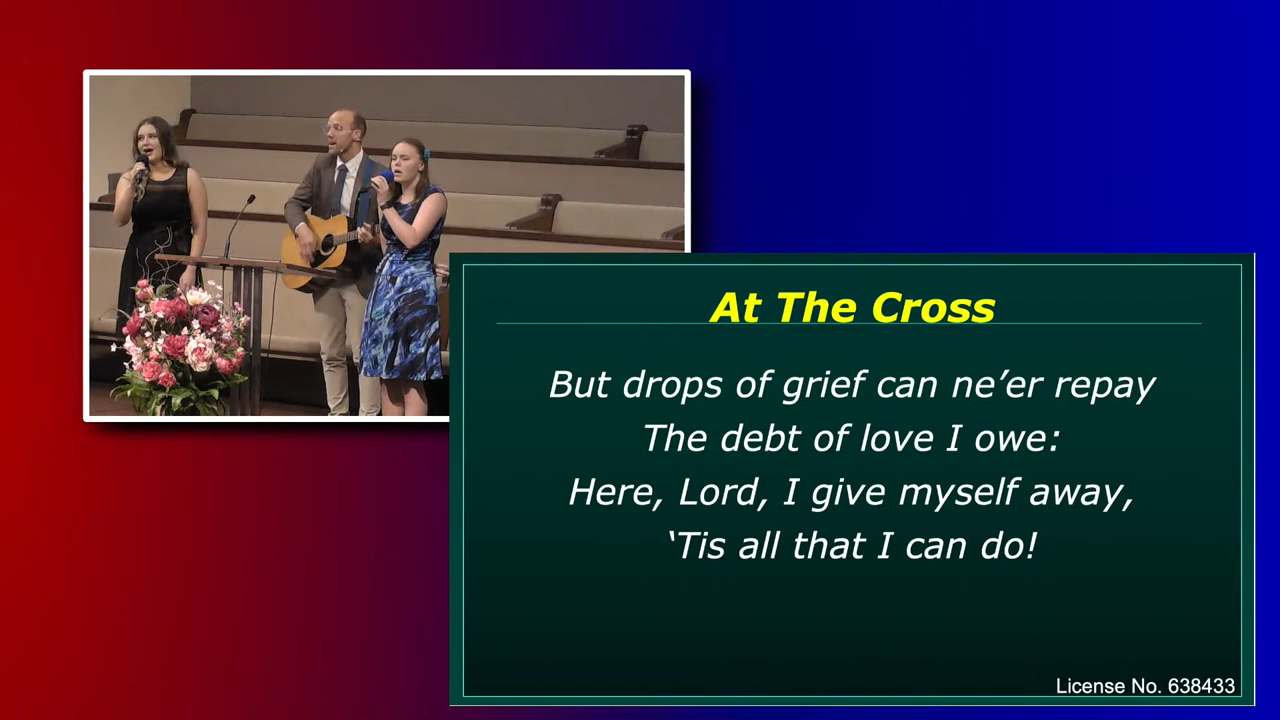 At The Cross
But drops of grief can ne’er repay
The debt of love I owe:
Here, Lord, I give myself away,
‘Tis all that I can do!
License No. 638433